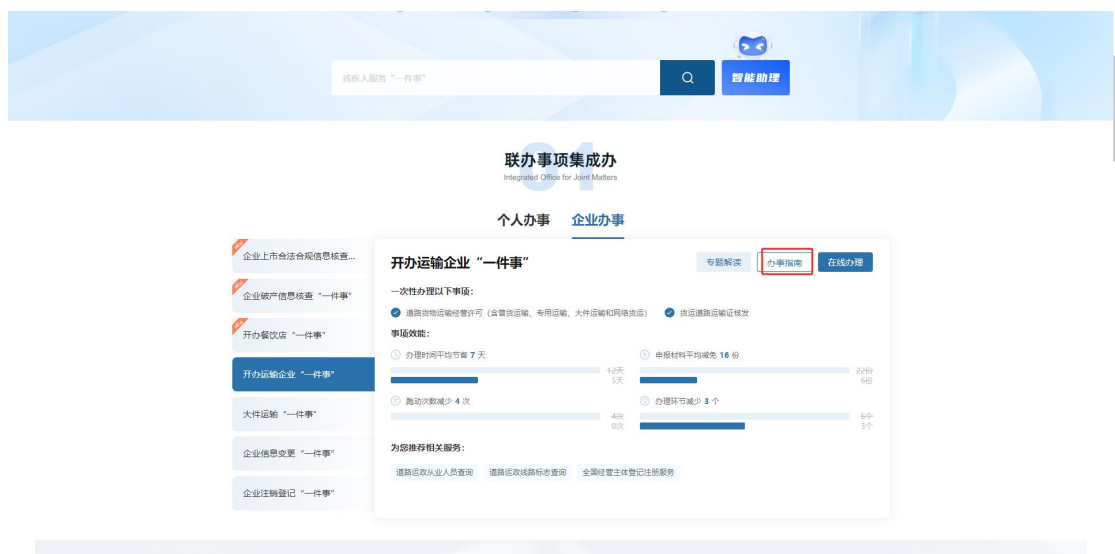 残疾人服务 "一件事"
智能助理
01
联办事项集成办
Integrated Office for Joint Matters
个人办事 企业办事
企业上市合法合规信息核查...
企业破产信息核查 "一件事"
开办餐饮店 "一件事"
开办运输企业 "一件事"
大件运输 "一件事"
企业信息变更 "一件事"
企业注销登记 "一件事"
开办运输企业 "一件事"
专题解读 办事指南 在线办理
一次性办理以下事项：
道路货物运输经营许可（含普货运输、专用运输、大件运输和网络货运） 货运道路运输证核发
事项效能：
办理时间平均节省 7 天
12天
5天
申报材料平均减免 16 份
22份
6份
跑动次数减少 4 次
4次
0次
办理环节减少 3 个
6个
3个
为您推荐相关服务：
道路运政从业人员查询 道路运政线路标志查询 全国经营主体登记注册服务